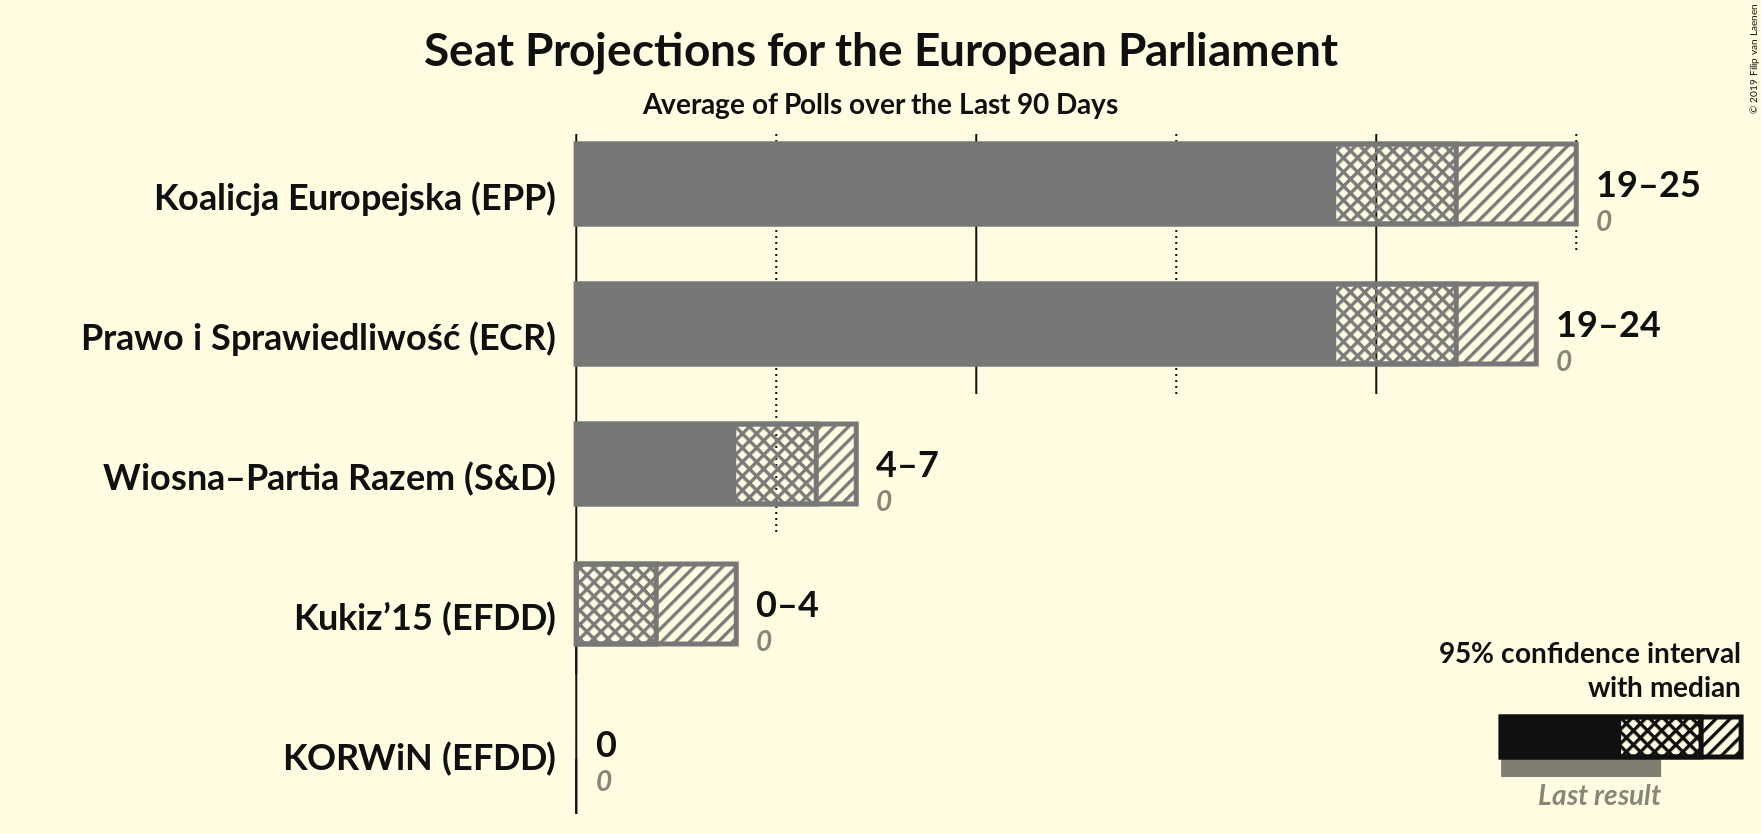 Seat Projections for the European Parliament
Average of Polls over the Last 90 Days
© 2019 Filip van Laenen
Koalicja Europejska (EPP)
19–25
0
Prawo i Sprawiedliwość (ECR)
19–24
0
Wiosna–Partia Razem (S&D)
4–7
0
Kukiz’15 (EFDD)
0–4
0
KORWiN (EFDD)
0
0
95% confidence interval
with median
Last result